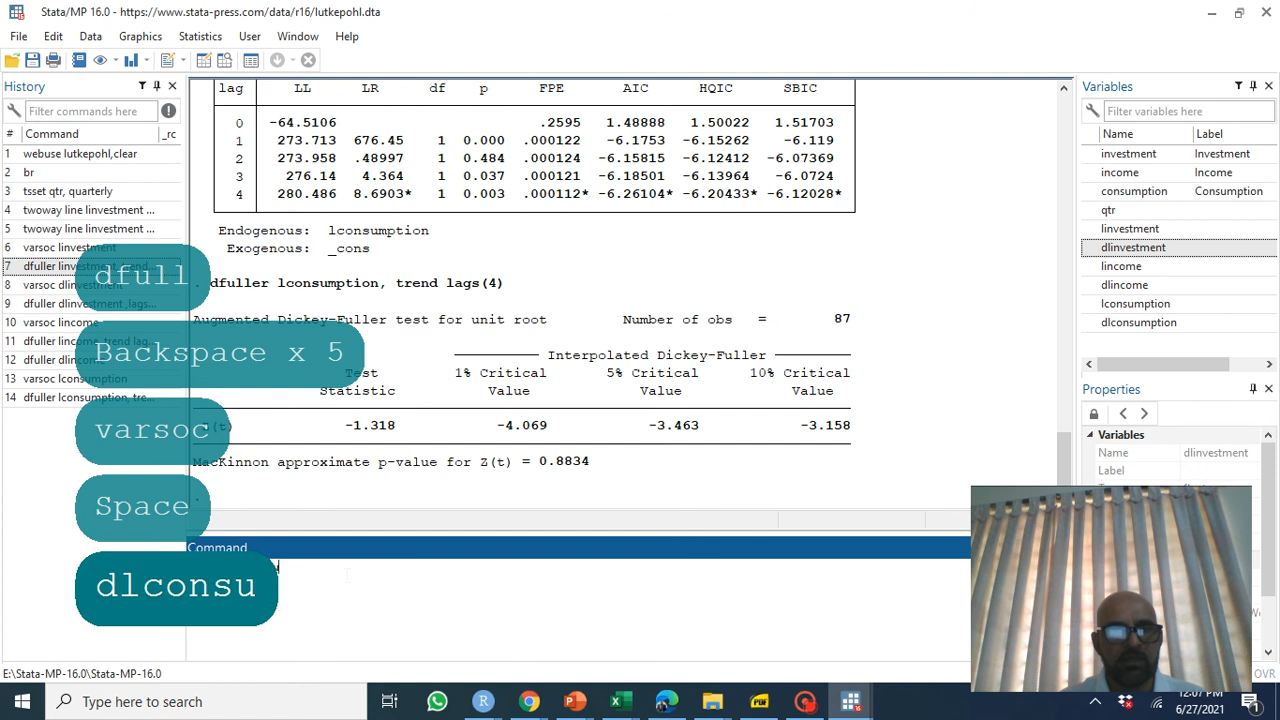 Stata/MP 16.0 - https://www.stata-press.com/data/r16/lutkepohl.dta
File Edit Data Graphics Statistics User Window Help
History
Filter commands here
# Command _rc
1 webuse lutkepohl,clear
2 br
3 tsset qtr, quarterly
4 twoway line linvestment ...
5 twoway line linvestment ...
6 varsoc linvestment
7 dfuller linvestment, trend...
8 varsoc dlinvestment
9 dfuller dlinvestment ,lags...
10 varsoc lincome
11 dfuller lincome, trend lag...
12 dfuller dlincome
13 varsoc lconsumption
14 dfuller lconsumption, tre...
lag LL LR df p FPE AIC HQIC SBIC
0 -64.5106 .2595 1.48888 1.50022 1.51703
1 273.713 676.45 1 0.000 .000122 -6.1753 -6.15262 -6.119
2 273.958 .48997 1 0.484 .000124 -6.15815 -6.12412 -6.07369
3 276.14 4.364 1 0.037 .000121 -6.18501 -6.13964 -6.0724
4 280.486 8.6903* 1 0.003 .000112* -6.26104* -6.20433* -6.12028*
Endogenous: lconsumption
Exogenous: _cons
. dfuller lconsumption, trend lags(4)
Augmented Dickey-Fuller test for unit root Number of obs = 87
Interpolated Dickey-Fuller
Test 1% Critical 5% Critical 10% Critical
Statistic Value Value Value
Z(t) -1.318 -4.069 -3.463 -3.158
MacKinnon approximate p-value for Z(t) = 0.8834
.
Command
dfull
Backspace x 5
varsoc
Space
dlconsu
Variables
Filter variables here
Name Label
investment Investment
income Income
consumption Consumption
qtr
linvestment
dlinvestment
lincome
dlincome
lconsumption
dlconsumption
Properties
Variables
Name dlinvestment
Label
E:\Stata-MP-16.0\Stata-MP-16.0
OVR
Type here to search
12:07 PM
6/27/2021